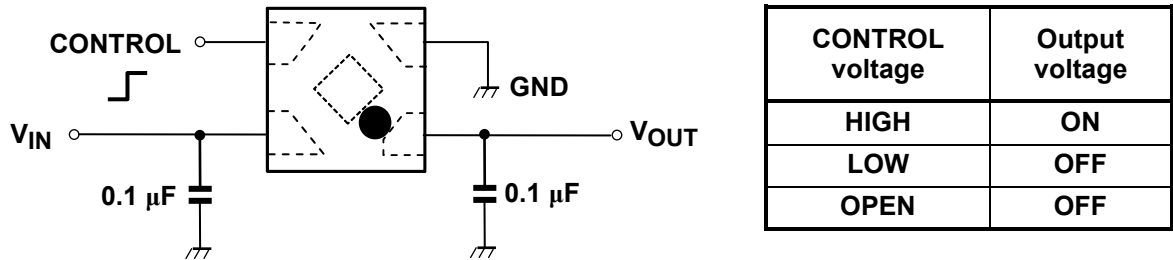 CONTROL
GND
VIN
VOUT
0.1 μF
0.1 μF
CONTROL voltage
Output voltage
HIGH
ON
LOW
OFF
OPEN
OFF